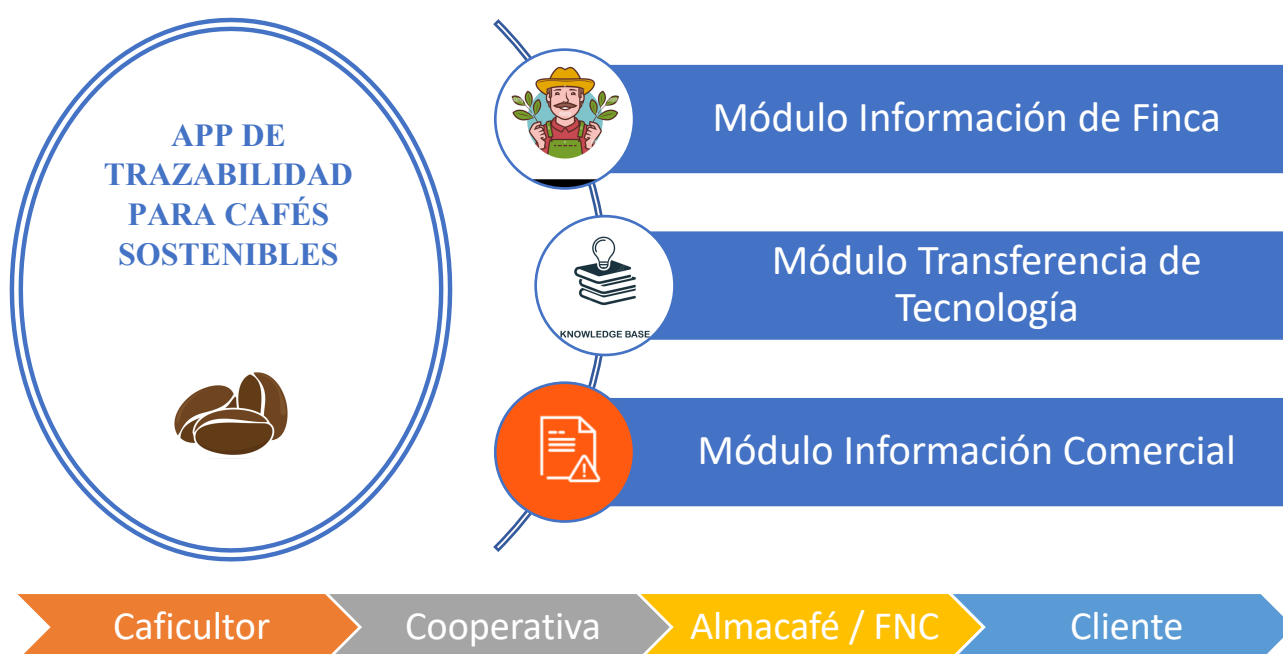 APP DE
TRAZABILIDAD
PARA CAFÉS
SOSTENIBLES
Módulo Información de Finca
Módulo Transferencia de
Tecnología
KNOWLEDGE BASE
Módulo Información Comercial
Caficultor
Cooperativa
Almacafé / FNC
Cliente